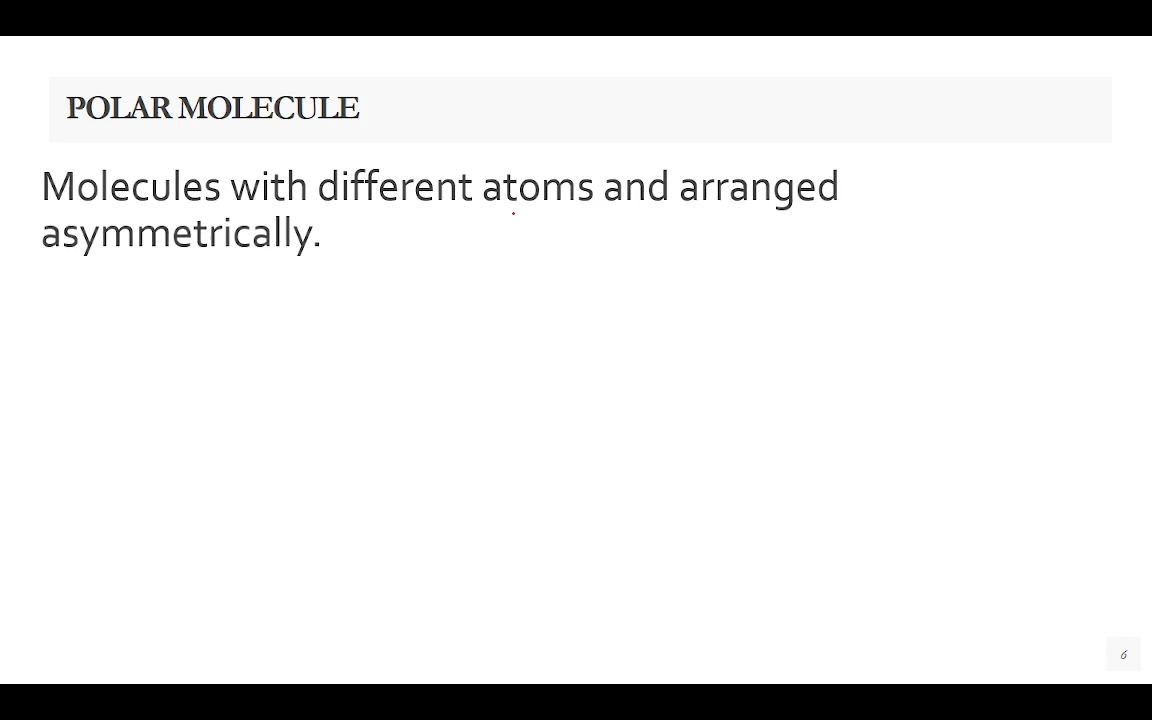 POLAR MOLECULE
Molecules with different atoms and arranged
asymmetrically.
6